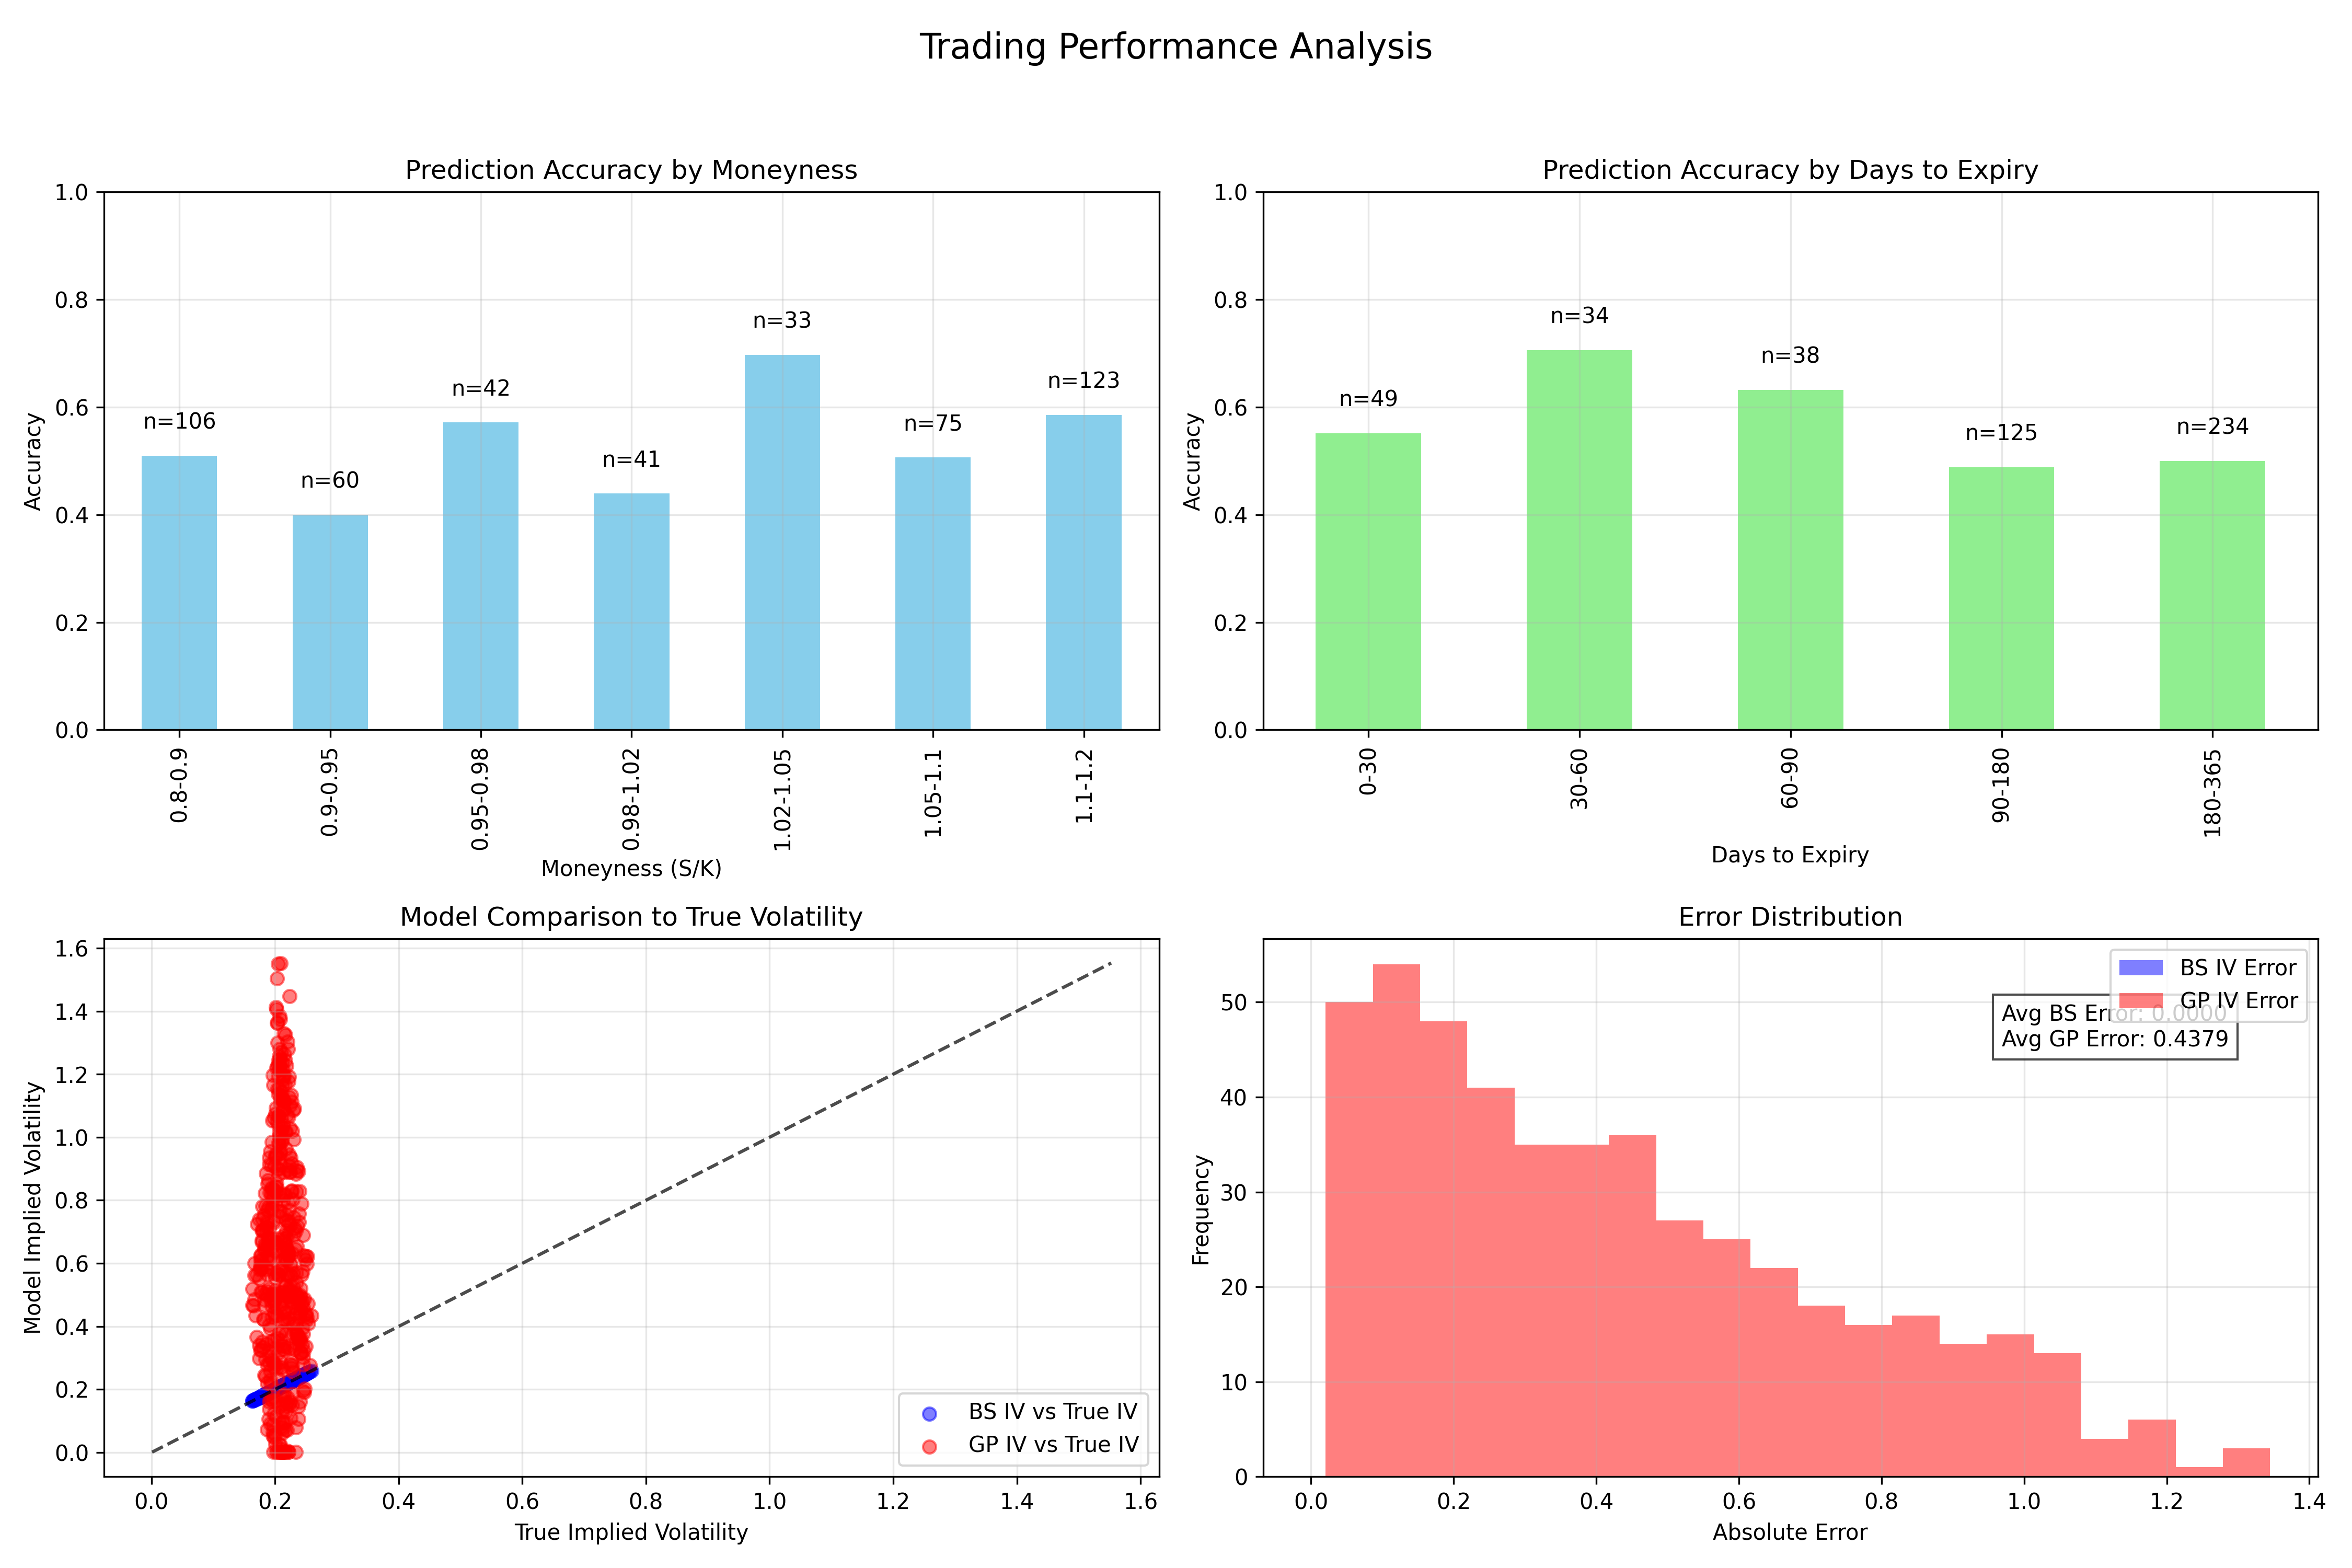 Trading Performance Analysis
Prediction Accuracy by Moneyness
1.0
0.8
0.6
0.4
0.2
0.0
Accuracy
n=106
n=60
n=42
n=41
n=33
n=75
n=123
0.8-0.9
0.9-0.95
0.95-0.98
0.98-1.02
1.02-1.05
1.05-1.1
1.1-1.2
Moneyness (S/K)
Prediction Accuracy by Days to Expiry
1.0
0.8
0.6
0.4
0.2
0.0
Accuracy
n=49
n=34
n=38
n=125
n=234
0-30
30-60
60-90
90-180
180-365
Days to Expiry
Model Comparison to True Volatility
1.6
1.4
1.2
1.0
0.8
0.6
0.4
0.2
0.0
Model Implied Volatility
BS IV vs True IV
GP IV vs True IV
0.0
0.2
0.4
0.6
0.8
1.0
1.2
1.4
1.6
True Implied Volatility
Error Distribution
50
40
30
20
10
0
Frequency
BS IV Error
GP IV Error
Avg BS Error: 0.0000
Avg GP Error: 0.4379
0.0
0.2
0.4
0.6
0.8
1.0
1.2
1.4
Absolute Error